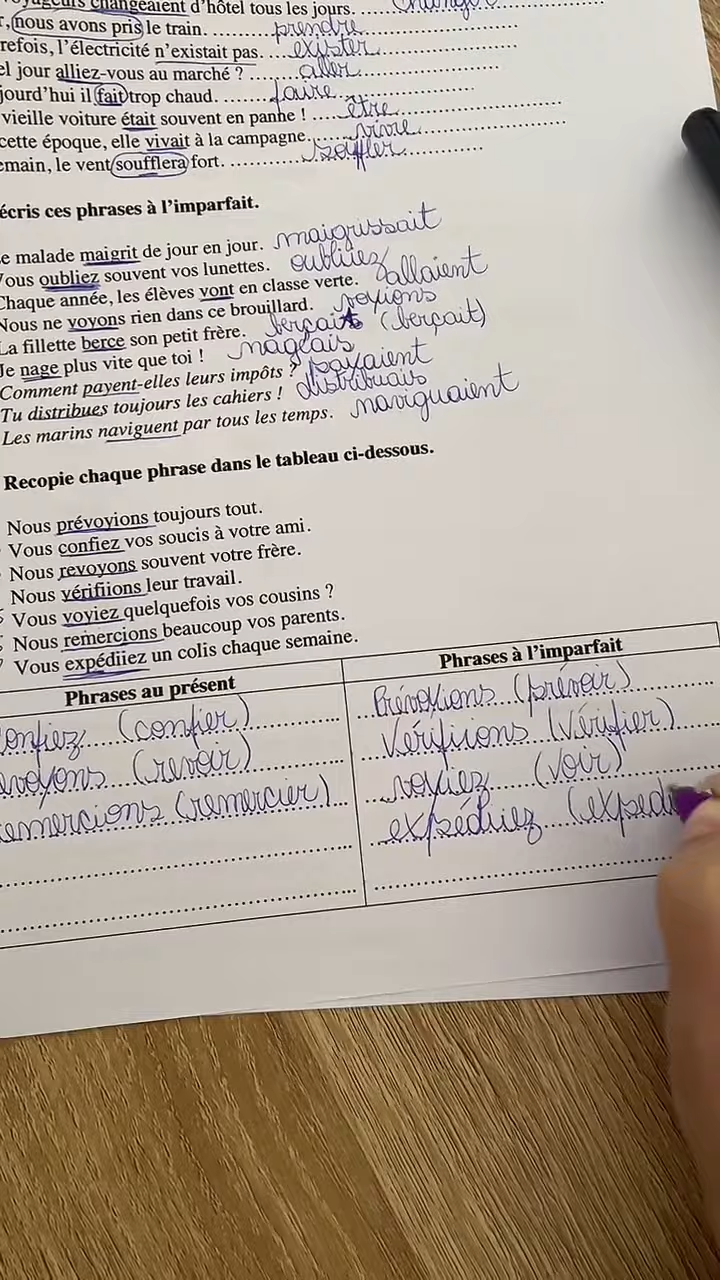 changeaient d'hôtel tous les jours.
nous avons pris le train. prendre
refois, l'électricité n'existait pas. exister
el jour alliez-vous au marché ? aller
jourd'hui il fait trop chaud. faire
vieille voiture était souvent en panne ! être
cette époque, elle vivait à la campagne. vivre
emain, le vent soufflera fort. souffler
écris ces phrases à l'imparfait.
e malade maigrit de jour en jour. maigrissait
Vous oubliez souvent vos lunettes. oubliiez
Chaque année, les élèves vont en classe verte. allaient
Nous ne voyons rien dans ce brouillard. voyions
La fillette berce son petit frère. berçait (berçait)
Je nage plus vite que toi ! nageais
Comment payent-elles leurs impôts ? payaient
Tu distribues toujours les cahiers ! distribuais
Les marins naviguent par tous les temps. naviguaient
Recopie chaque phrase dans le tableau ci-dessous.
Nous prévoyions toujours tout.
Vous confiez vos soucis à votre ami.
Nous revoyons souvent votre frère.
Nous vérifiions leur travail.
Vous voyiez quelquefois vos cousins ?
Nous remercions beaucoup vos parents.
Vous expédiiez un colis chaque semaine.
Phrases au présent
Phrases à l'imparfait
onfiez (confier)
evoyons (revoir)
emercions (remercier)
Prévoyions (prévoir)
Vérifiions (vérifier)
voyiez (voir)
expédiiez (expedi